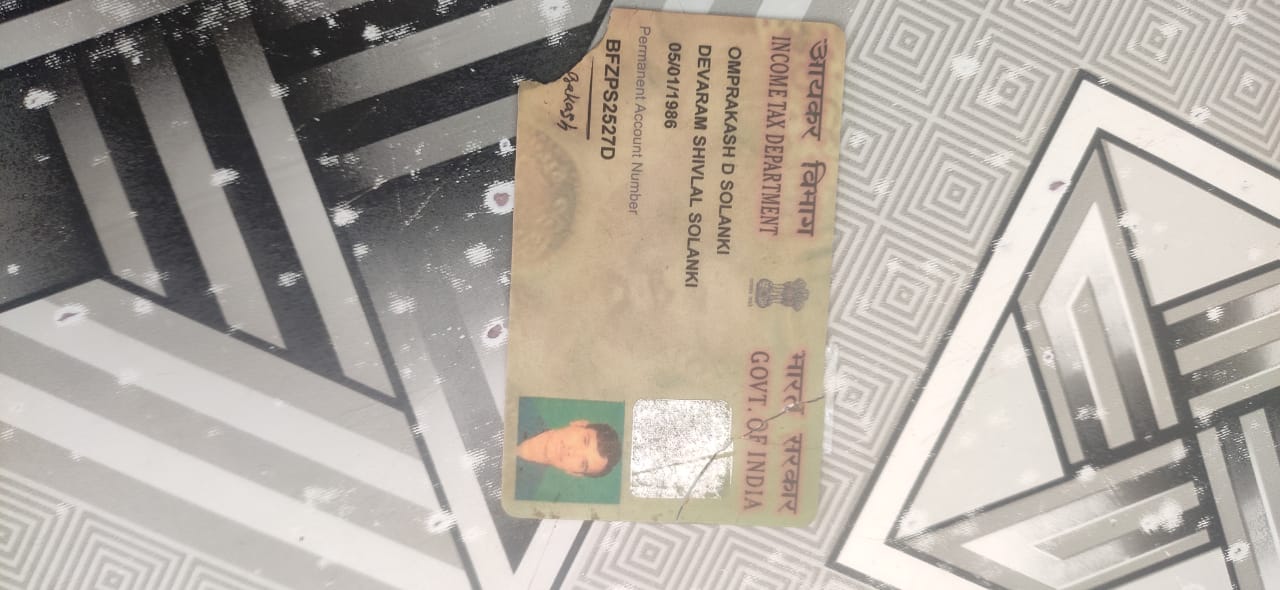 आयकर विभाग
INCOME TAX DEPARTMENT
भारत सरकार
GOVT. OF INDIA
OMPRAKASH D SOLANKI
DEVARAM SHIVLAL SOLANKI
05/01/1986
Permanent Account Number
BFZPS2527D